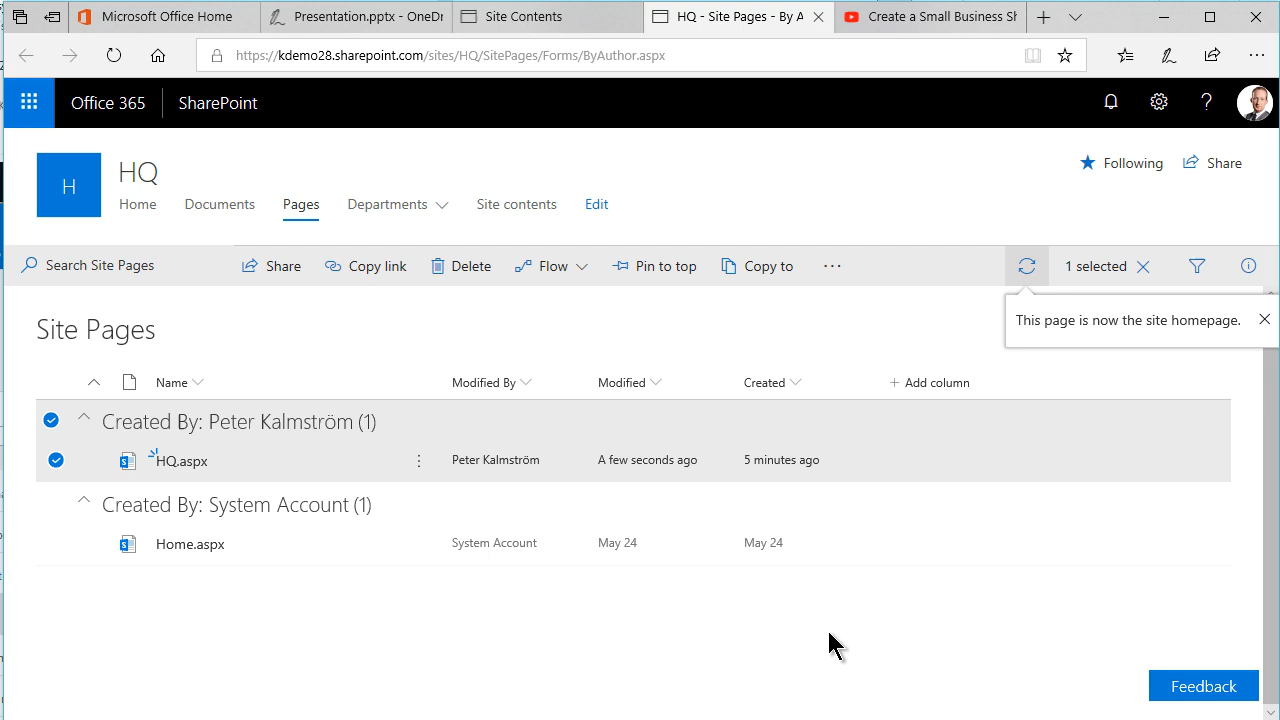 Microsoft Office Home
Presentation.pptx - OneD
Site Contents
HQ - Site Pages - By A
Create a Small Business Sh
https://kdemo28.sharepoint.com/sites/HQ/SitePages/Forms/ByAuthor.aspx
Office 365
SharePoint
?
H
HQ
Following
Share
Home
Documents
Pages
Departments
Site contents
Edit
Search Site Pages
Share
Copy link
Delete
Flow
Pin to top
Copy to
...
1 selected
This page is now the site homepage.
Site Pages
Name
Modified By
Modified
Created
+ Add column
Created By: Peter Kalmström (1)
HQ.aspx
Peter Kalmström
A few seconds ago
5 minutes ago
Created By: System Account (1)
Home.aspx
System Account
May 24
May 24
Feedback